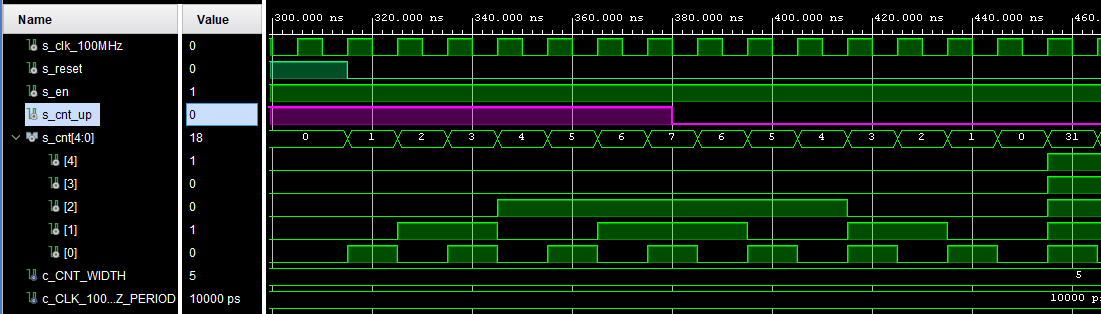 Name Value 300.000 ns 320.000 ns 340.000 ns 360.000 ns 380.000 ns 400.000 ns 420.000 ns 440.000 ns 460.
s_clk_100MHz 0
s_reset 0
s_en 1
s_cnt_up 0
s_cnt[4:0] 18 0 1 2 3 4 5 6 7 6 5 4 3 2 1 0 31
[4] 1
[3] 0
[2] 0
[1] 1
[0] 0
c_CNT_WIDTH 5 5
c_CLK_100...Z_PERIOD 10000 ps 10000 ps